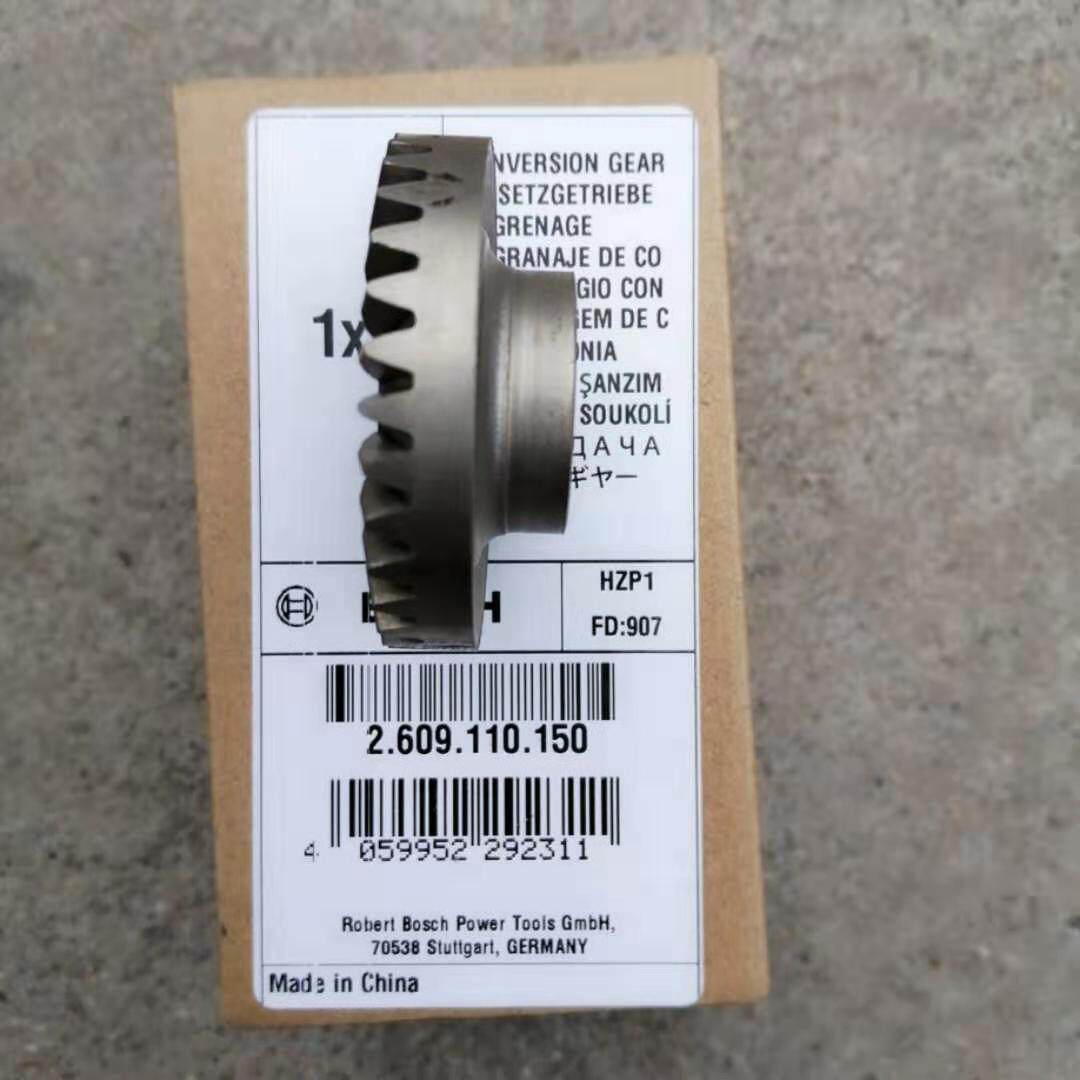 NVERSION GEAR
SETZGETRIEBE
GRENAGE
GRANAJE DE CO
GIO CON
EM DE C
1x
NIA
ŞANZIM
SOUKOLÍ
ДАЧА
ギヤー
H
HZP1
FD:907
2.609.110.150
4 059952 292311
Robert Bosch Power Tools GmbH,
70538 Stuttgart, GERMANY
Made in China